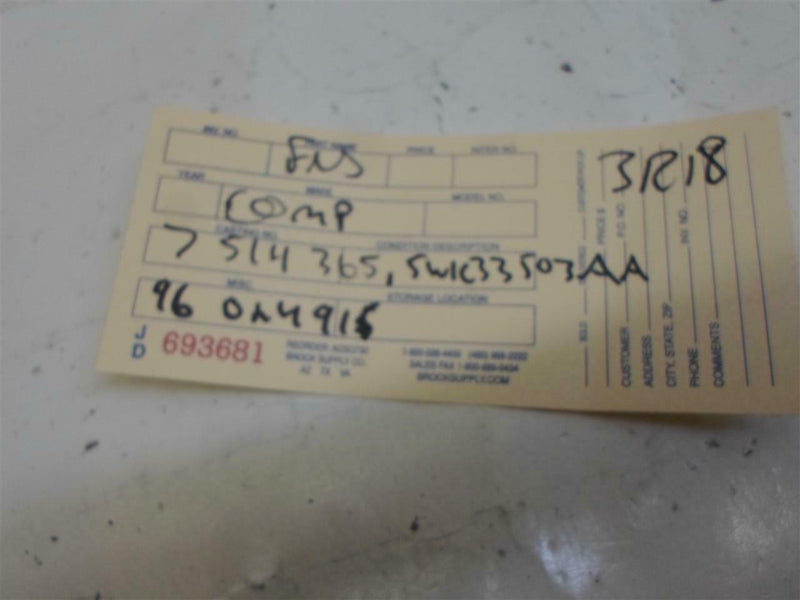 INV. NO. PART NAME PRICE INTER NO.
ENS
YEAR MAKE MODEL NO.
COMP
CASTING NO. CONDITION DESCRIPTION
7 514 365, 5WK33503AA
MISC. STORAGE LOCATION
96
J
D
693681
BROCK SUPPLY CO.
AZ TX VA
BROCKSUPPLY.COM
3R18
SOLD
PRICE $
CUSTOMER P.O. NO.
ADDRESS
CITY, STATE, ZIP
PHONE INV. NO.
COMMENTS